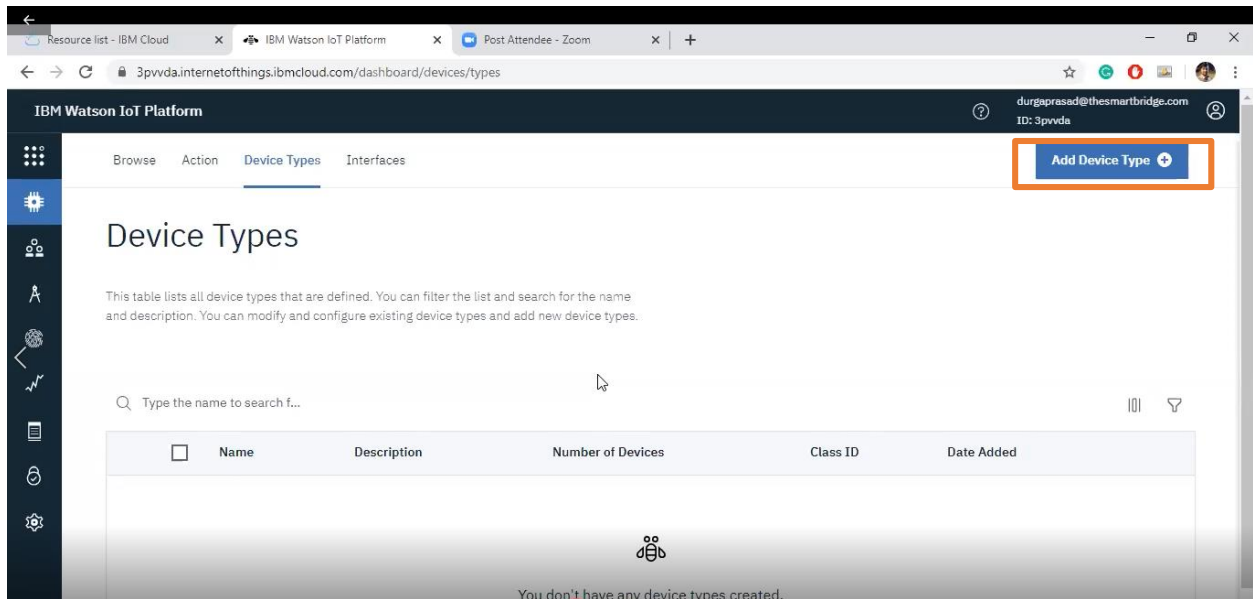 Resource list - IBM Cloud
IBM Watson IoT Platform
Post Attendee - Zoom
3pvvda.internetofthings.ibmcloud.com/dashboard/devices/types
IBM Watson IoT Platform
durgaprasad@thesmartbridge.com
ID: 3pvvda
Browse Action Device Types Interfaces
Add Device Type
Device Types
This table lists all device types that are defined. You can filter the list and search for the name
and description. You can modify and configure existing device types and add new device types.
Type the name to search f...
Name Description Number of Devices Class ID Date Added
You don't have any device types created.